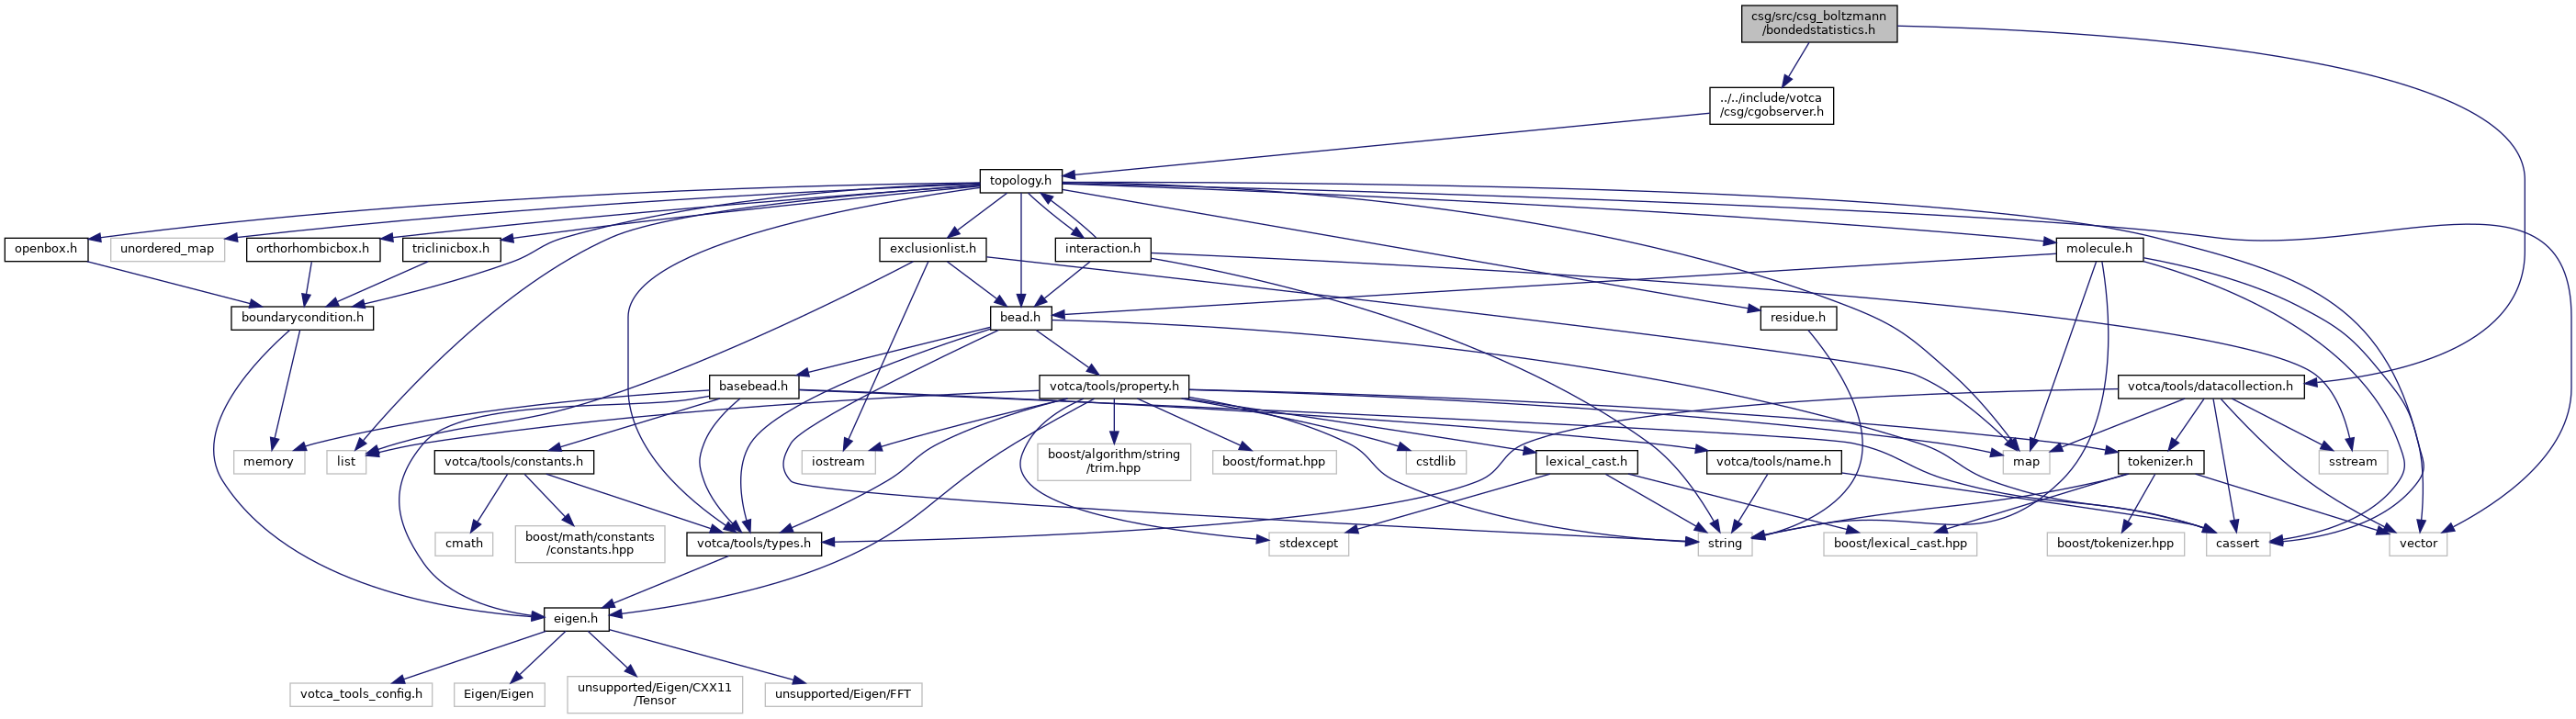 csg/src/csg_boltzmann
/bondedstatistics.h
../../include/votca
/csg/cgobserver.h
topology.h
openbox.h
unordered_map
orthorhombicbox.h
triclinicbox.h
exclusionlist.h
interaction.h
molecule.h
boundarycondition.h
bead.h
residue.h
basebead.h
votca/tools/property.h
votca/tools/datacollection.h
memory
list
votca/tools/constants.h
iostream
boost/algorithm/string
/trim.hpp
boost/format.hpp
cstdlib
lexical_cast.h
votca/tools/name.h
map
tokenizer.h
sstream
cmath
boost/math/constants
/constants.hpp
votca/tools/types.h
stdexcept
string
boost/lexical_cast.hpp
boost/tokenizer.hpp
cassert
vector
eigen.h
votca_tools_config.h
Eigen/Eigen
unsupported/Eigen/CXX11
/Tensor
unsupported/Eigen/FFT